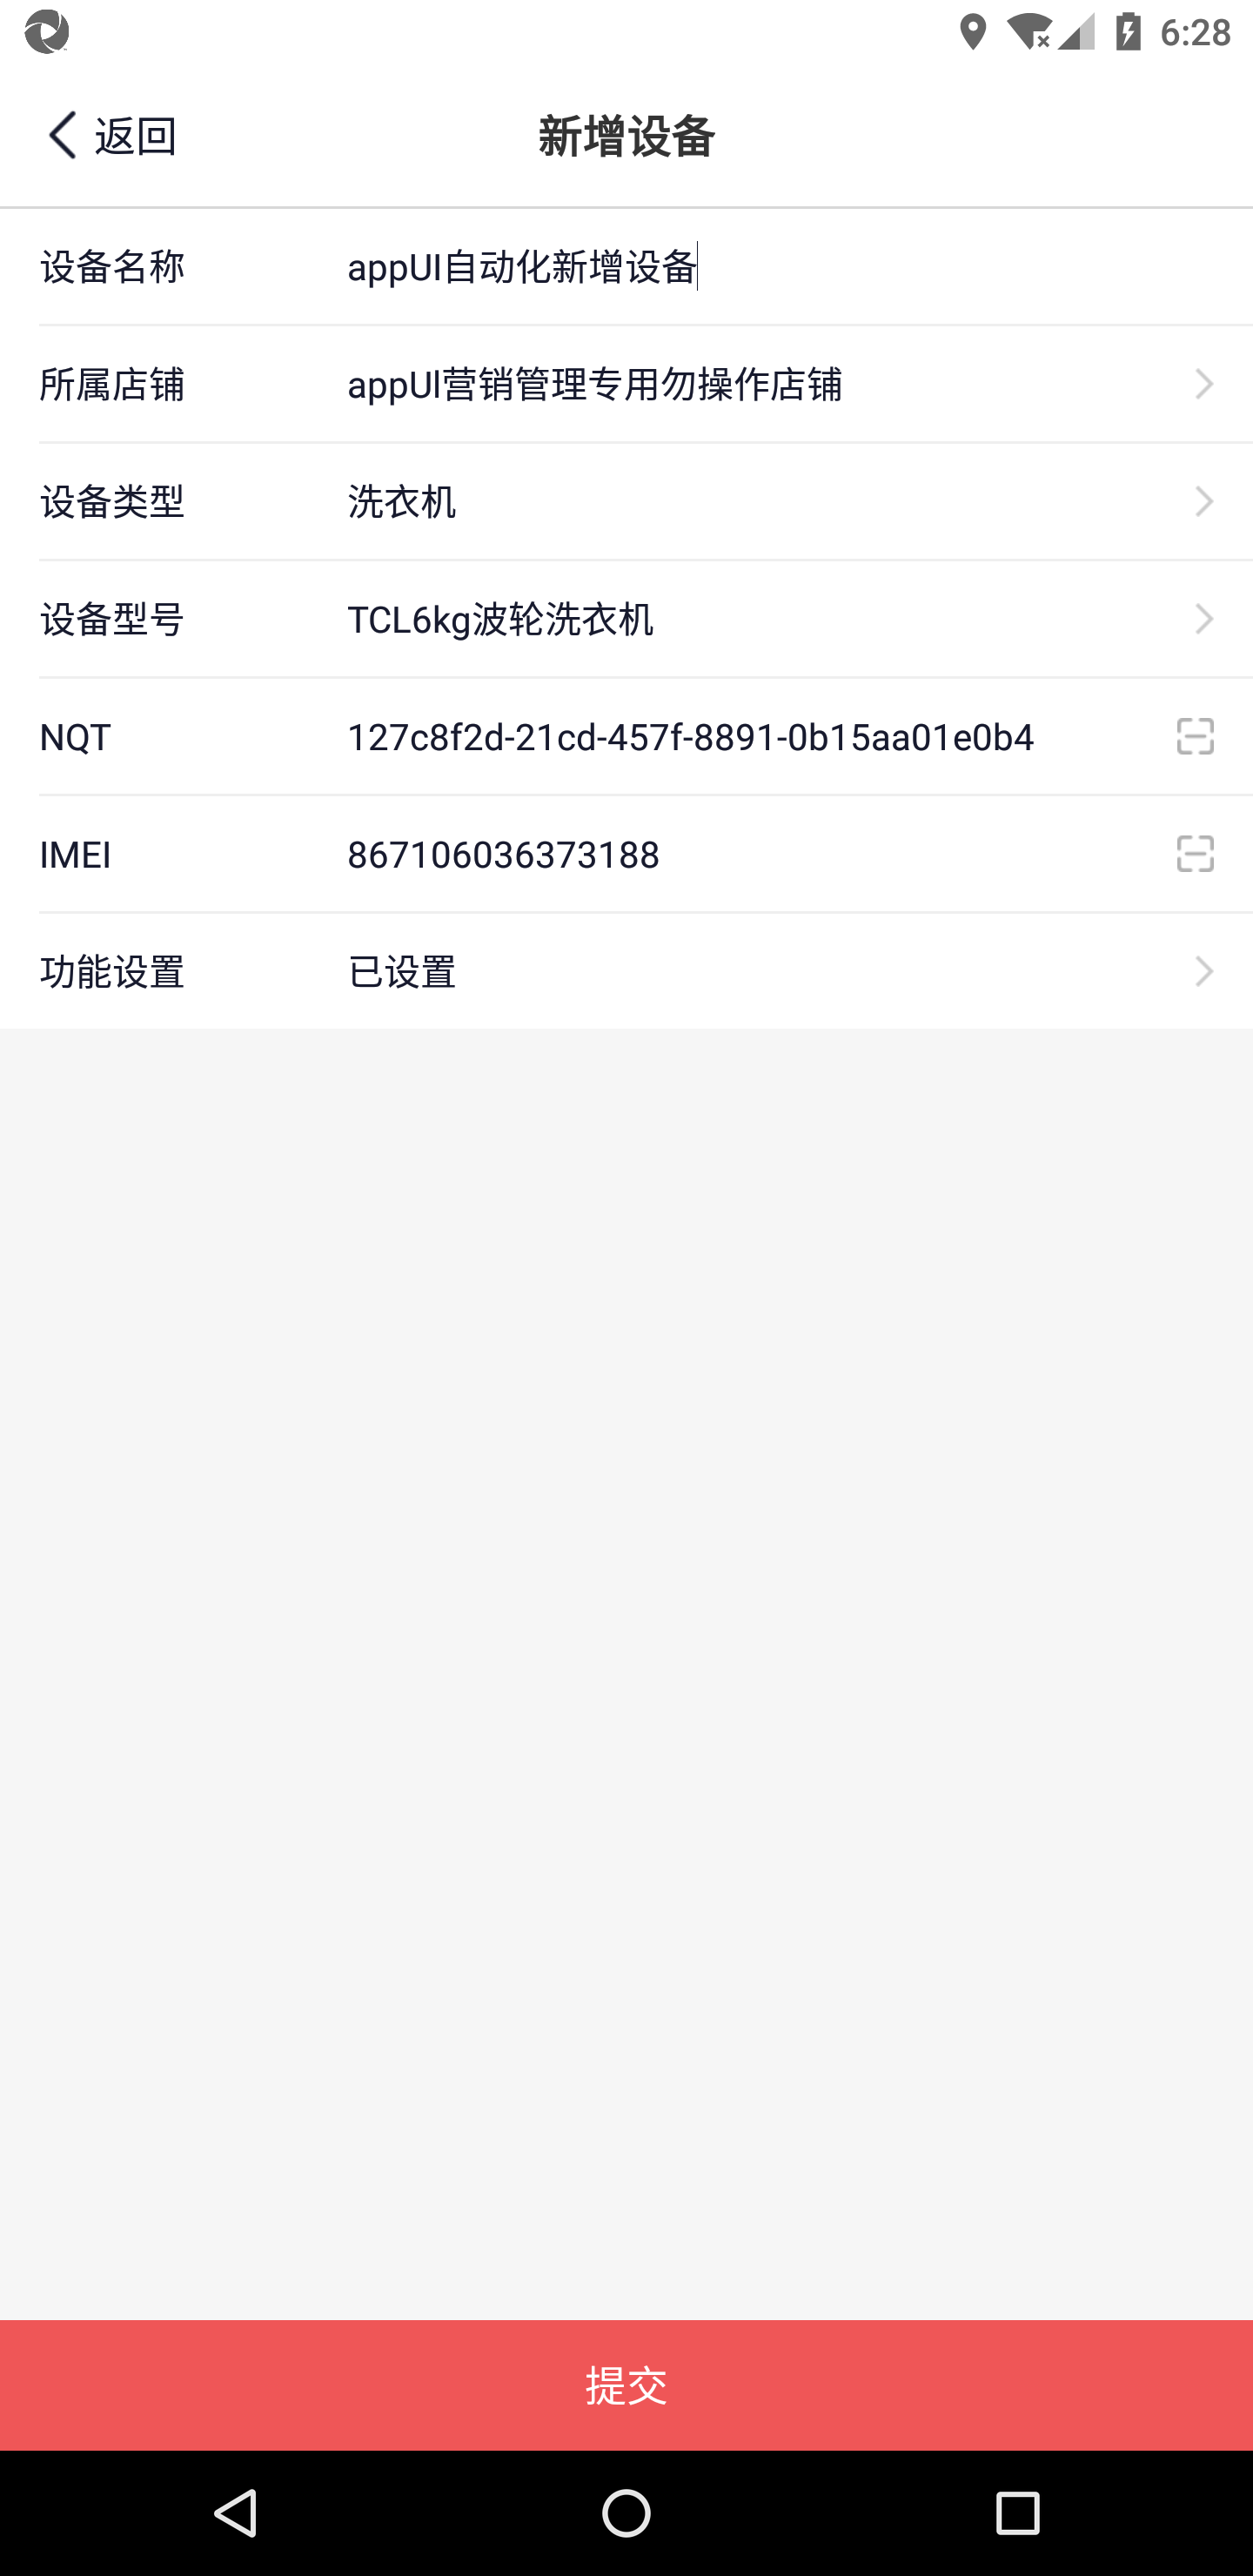 6:28
返回
新增设备
设备名称 appUI自动化新增设备
所属店铺 appUI营销管理专用勿操作店铺
设备类型 洗衣机
设备型号 TCL6kg波轮洗衣机
NQT 127c8f2d-21cd-457f-8891-0b15aa01e0b4
IMEI 867106036373188
功能设置 已设置
提交